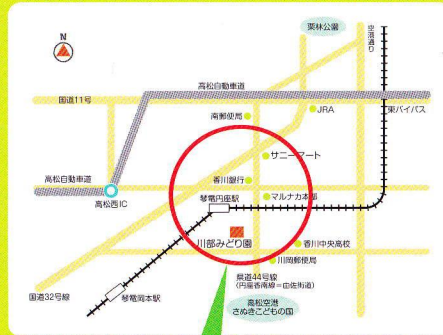 N
栗林公園
空港通り
高松自動車道
国道11号
JRA
東バイパス
南郵便局
サニーマート
高松自動車道
香川銀行
高松西IC
琴電円座駅
マルナカ本部
川部みどり園
香川中央高校
川岡郵便局
県道44号線
(円座香南線=由佐街道)
国道32号線
琴電岡本駅
高松空港
さぬきこどもの国